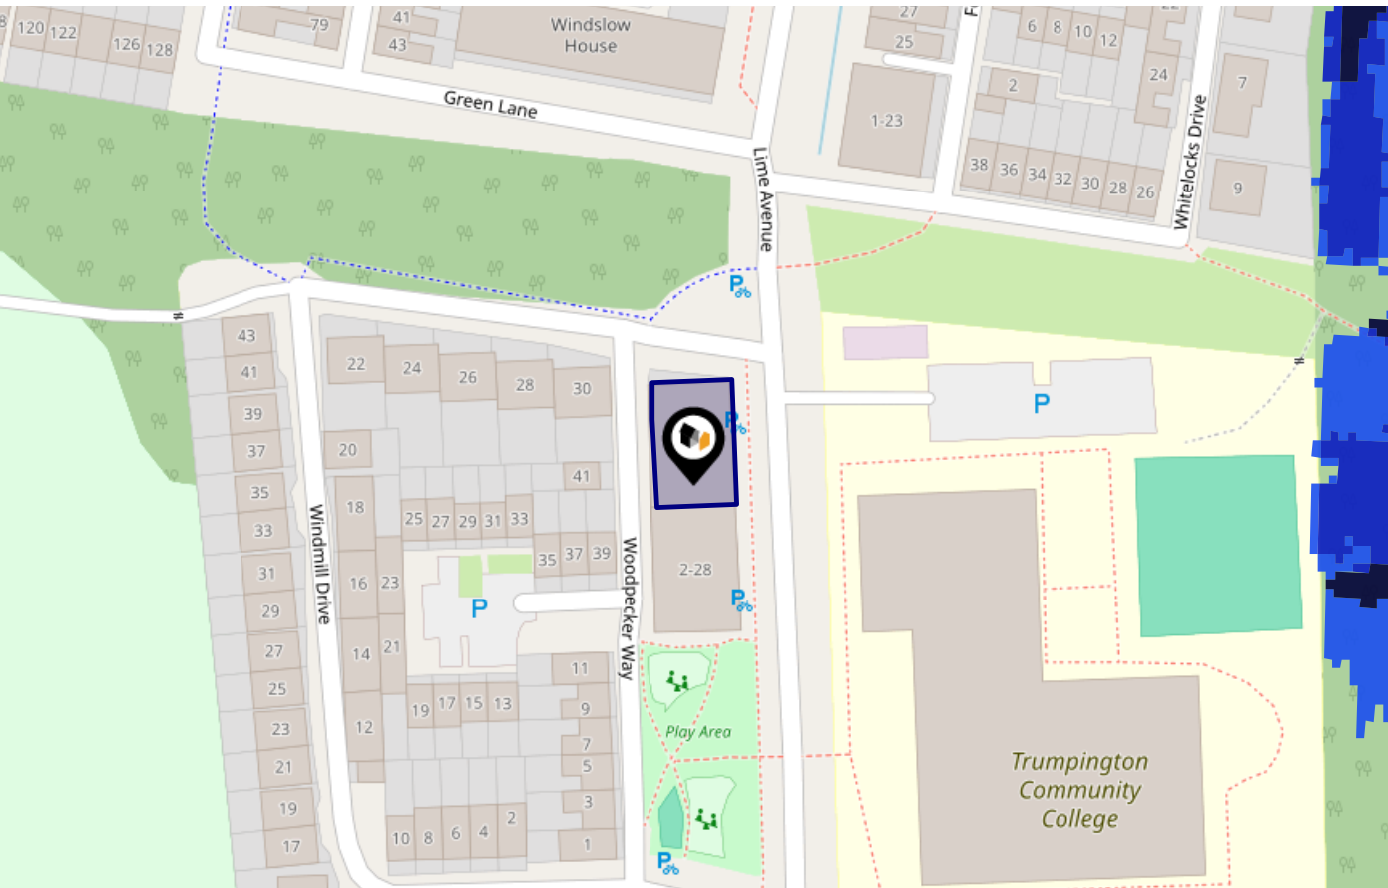 120 122
126 128
79
41
43
Windslow
House
27
25
6 8 10 12
24
7
2
Green Lane
1-23
Lime Avenue
Whitelocks Drive
38 36 34 32 30 28 26
9
P
43
41
39
37
35
33
31
29
27
25
23
21
19
17
22
24
26
28
30
20
41
18
25 27 29 31 33
35 37 39
16
23
14
21
12
P
Windmill Drive
Woodpecker Way
P
2-28
P
P
11
9
7
5
3
1
19 17 15 13
10 8 6 4 2
Play Area
P
Trumpington
Community
College